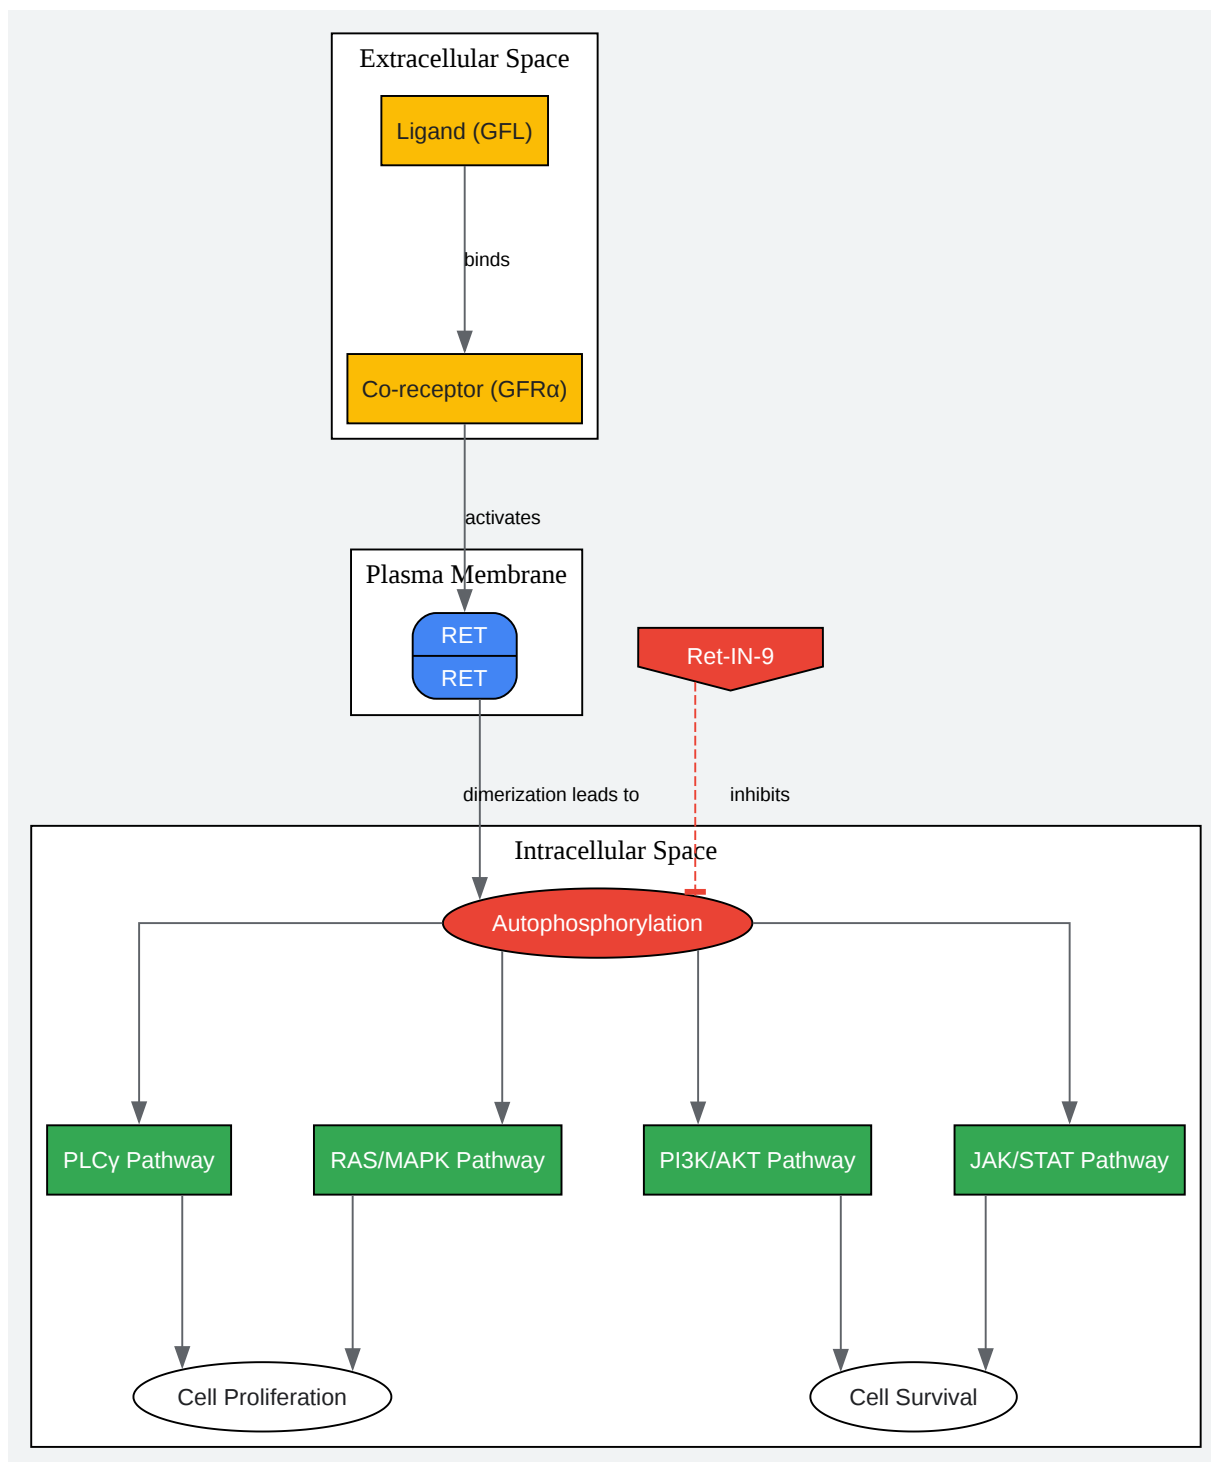 Extracellular Space
Ligand (GFL)
binds
Co-receptor (GFRα)
activates
Plasma Membrane
RET
RET
Ret-IN-9
dimerization leads to
inhibits
Intracellular Space
Autophosphorylation
PLCγ Pathway
RAS/MAPK Pathway
PI3K/AKT Pathway
JAK/STAT Pathway
Cell Proliferation
Cell Survival